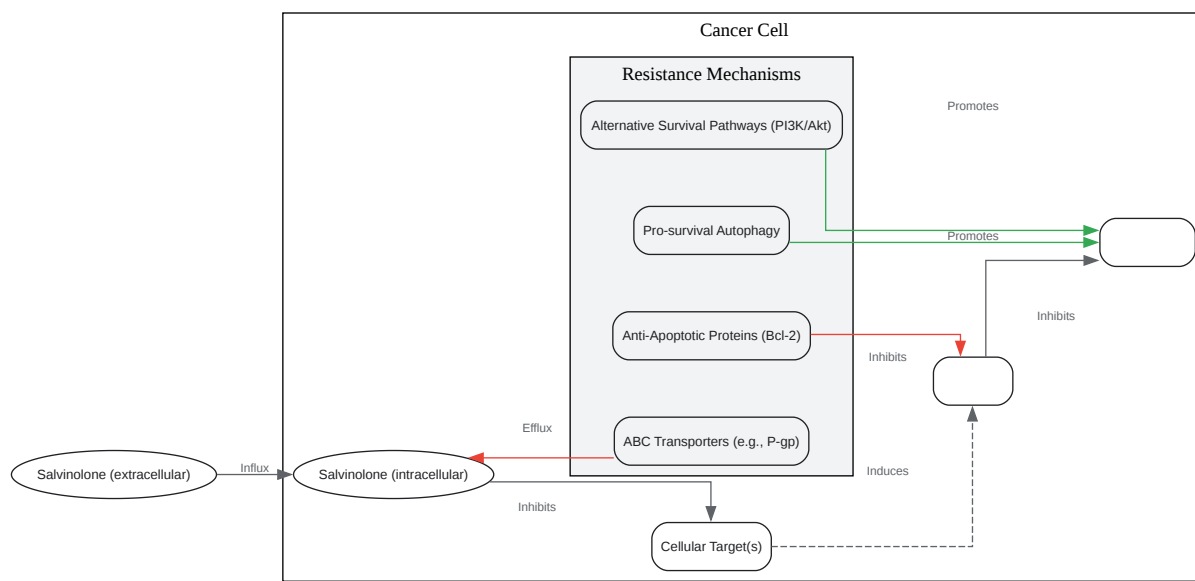 Cancer Cell
Resistance Mechanisms
Promotes
Alternative Survival Pathways (PI3K/Akt)
Pro-survival Autophagy
Promotes
Inhibits
Anti-Apoptotic Proteins (Bcl-2)
Inhibits
Efflux
ABC Transporters (e.g., P-gp)
Salvinolone (extracellular)
Influx
Salvinolone (intracellular)
Induces
Inhibits
Cellular Target(s)